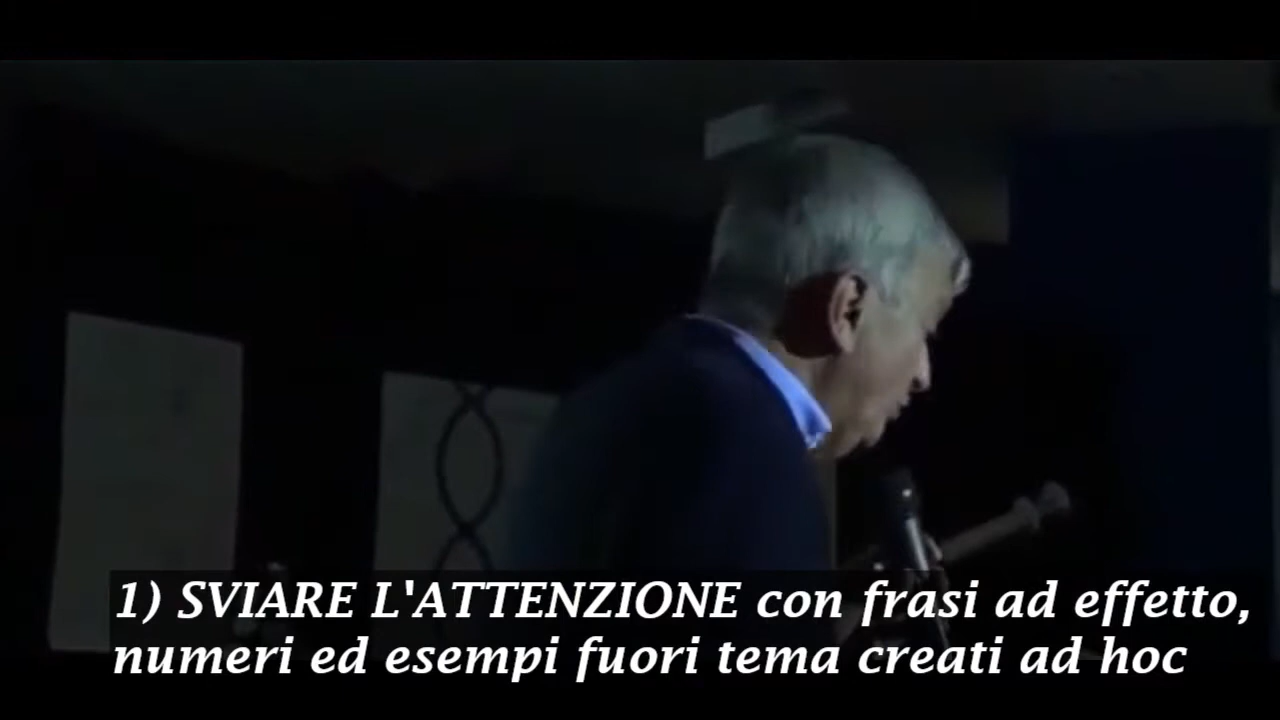 1) SVIARE L'ATTENZIONE con frasi ad effetto,
numeri ed esempi fuori tema creati ad hoc